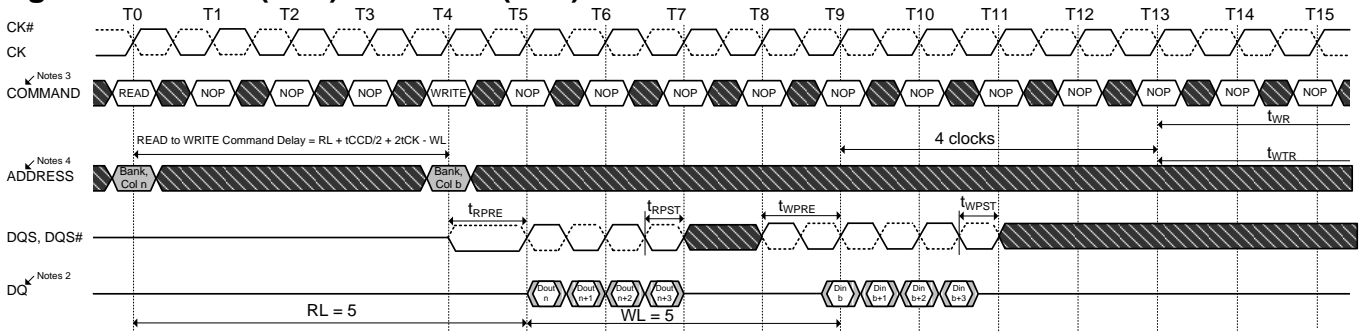 T0 T1 T2 T3 T4 T5 T6 T7 T8 T9 T10 T11 T12 T13 T14 T15
CK#
CK
Notes 3
COMMAND READ NOP NOP NOP WRITE NOP NOP NOP NOP NOP NOP NOP NOP NOP NOP NOP
tWR
READ to WRITE Command Delay = RL + tCCD/2 + 2tCK - WL
4 clocks
tWTR
Notes 4
ADDRESS Bank, Col n Bank, Col b
tRPRE tRPST tWPRE tWPST
DQS, DQS#
Notes 2
DQ Dout n Dout n+1 Dout n+2 Dout n+3 Din b Din b+1 Din b+2 Din b+3
RL = 5 WL = 5